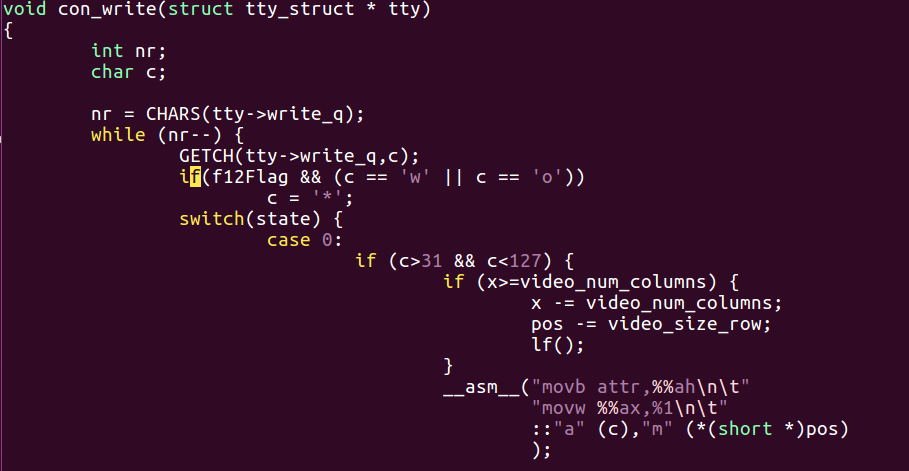 void con_write(struct tty_struct * tty)
{
        int nr;
        char c;

        nr = CHARS(tty->write_q);
        while (nr--) {
                GETCH(tty->write_q,c);
                if(f12Flag && (c == 'w' || c == 'o'))
                        c = '*';
                switch(state) {
                        case 0:
                                if (c>31 && c<127) {
                                        if (x>=video_num_columns) {
                                                x -= video_num_columns;
                                                pos -= video_size_row;
                                                lf();
                                        }
                                        __asm__("movb attr,%%ah\n\t"
                                                "movw %%ax,%1\n\t"
                                                ::"a" (c),"m" (*(short *)pos)
                                                );